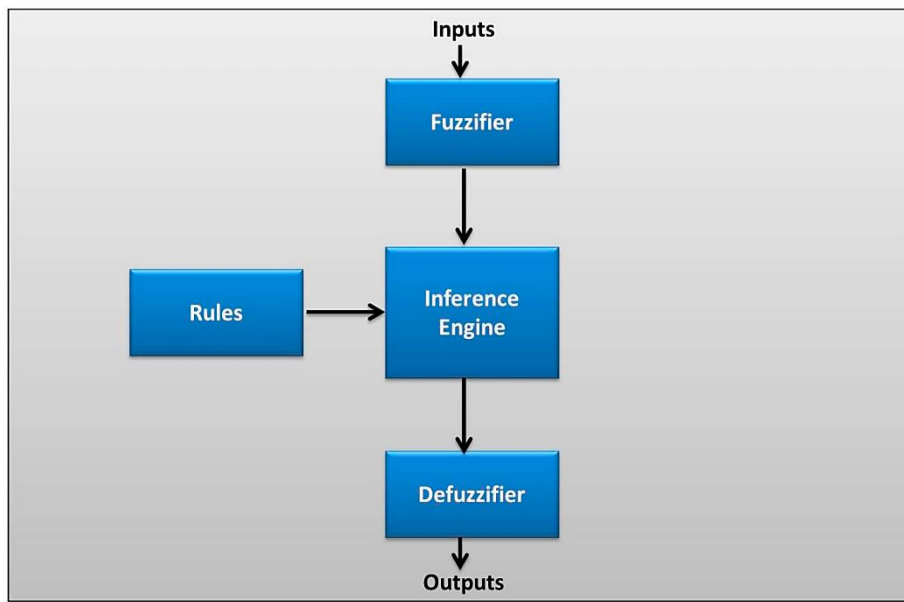 Inputs
Fuzzifier
Rules
Inference
Engine
Defuzzifier
Outputs